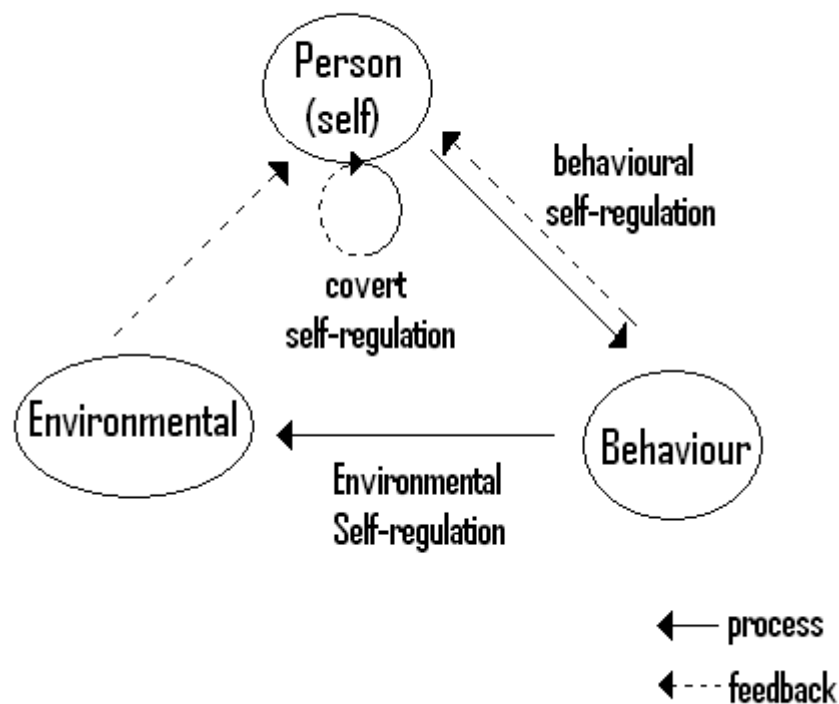 Person
(self)
behavioural
self-regulation
covert
self-regulation
Environmental
Behaviour
Environmental
Self-regulation
process
feedback